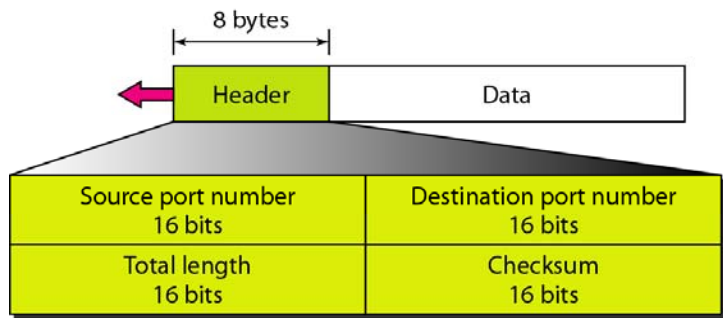 8 bytes
Header
Data
Source port number
16 bits
Destination port number
16 bits
Total length
16 bits
Checksum
16 bits